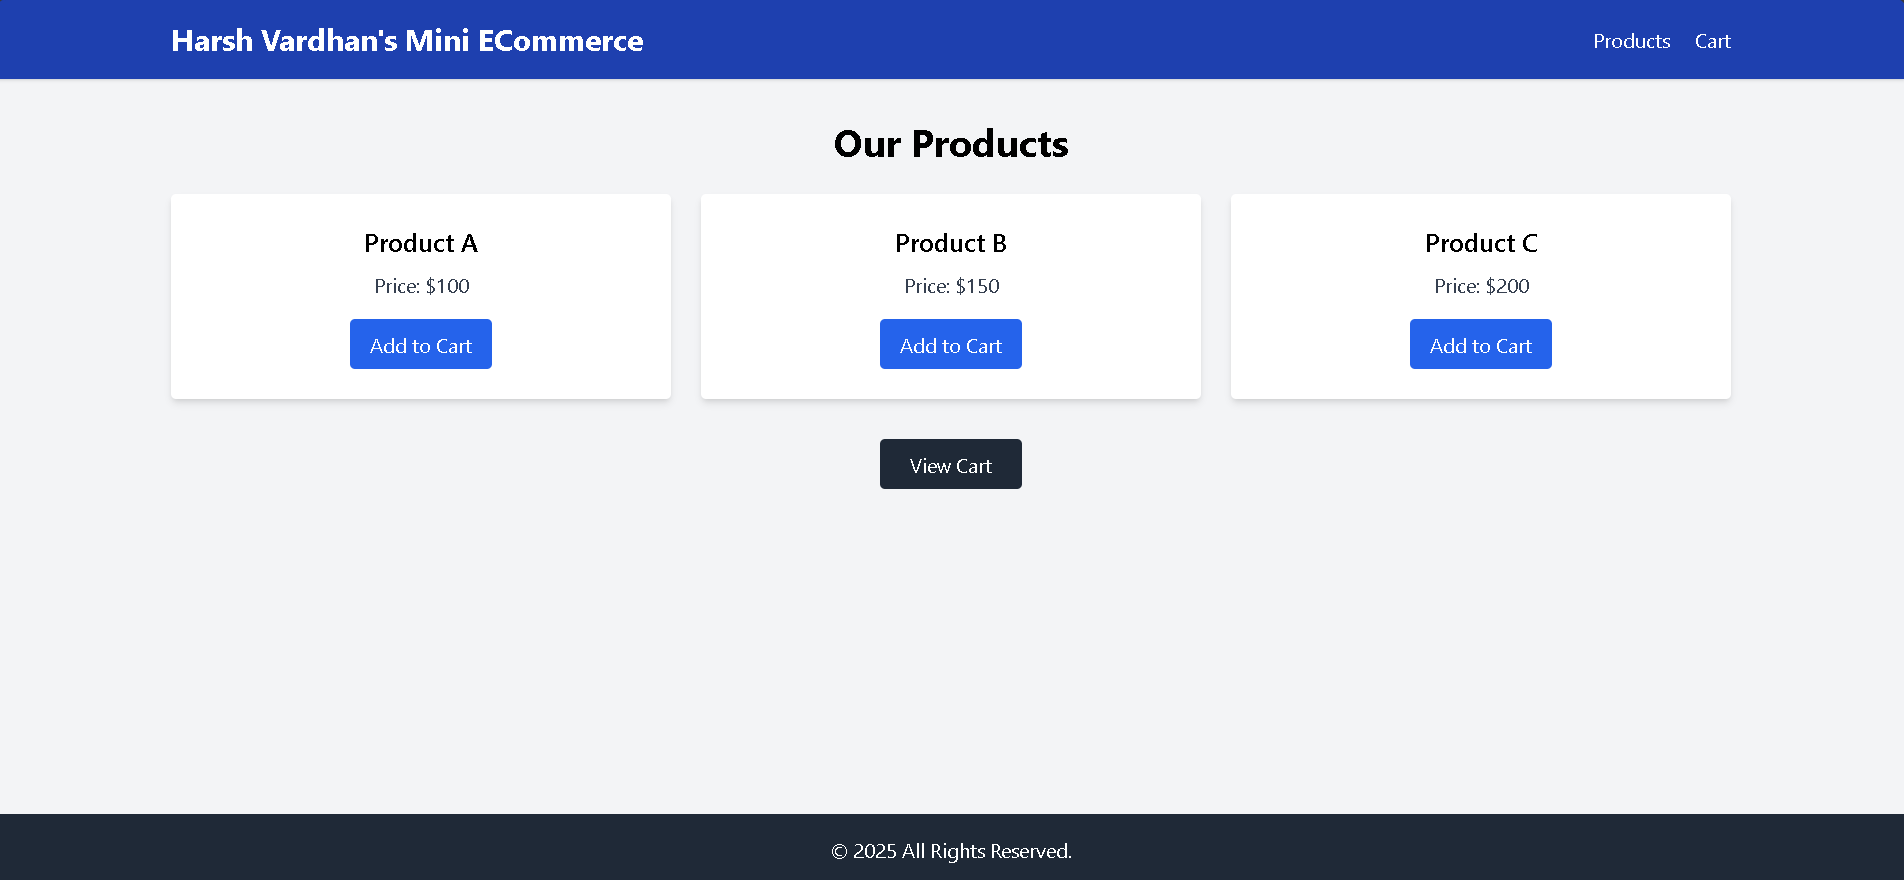 Harsh Vardhan's Mini ECommerce
Products
Cart
Our Products
Product A
Price: $100
Add to Cart
Product B
Price: $150
Add to Cart
Product C
Price: $200
Add to Cart
View Cart
© 2025 All Rights Reserved.